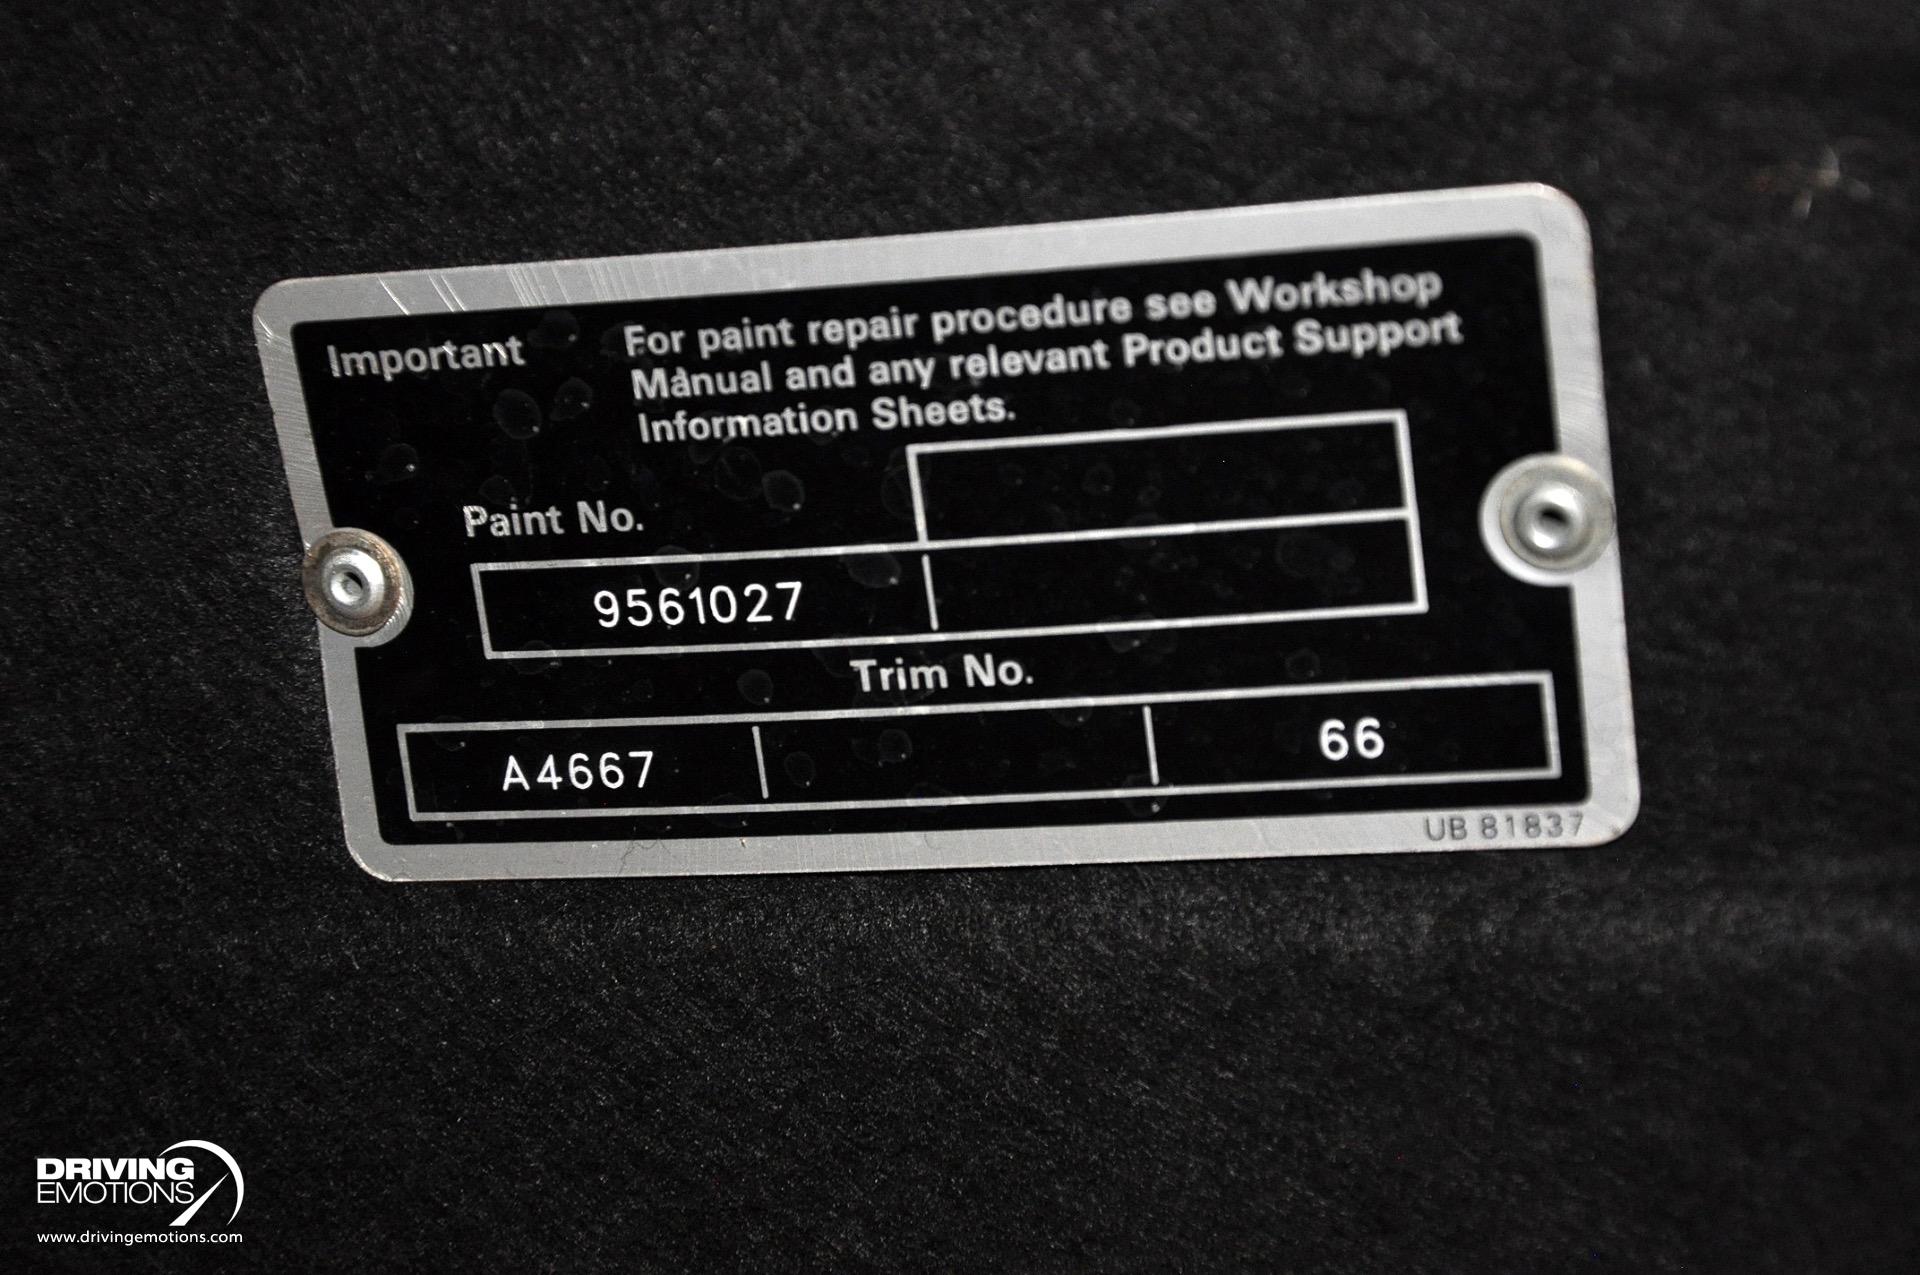 Important
For paint repair procedure see Workshop
Manual and any relevant Product Support
Information Sheets.
Paint No.
9561027
Trim No.
A4667 66
UB 81837
DRIVING
EMOTIONS
www.drivingemotions.com